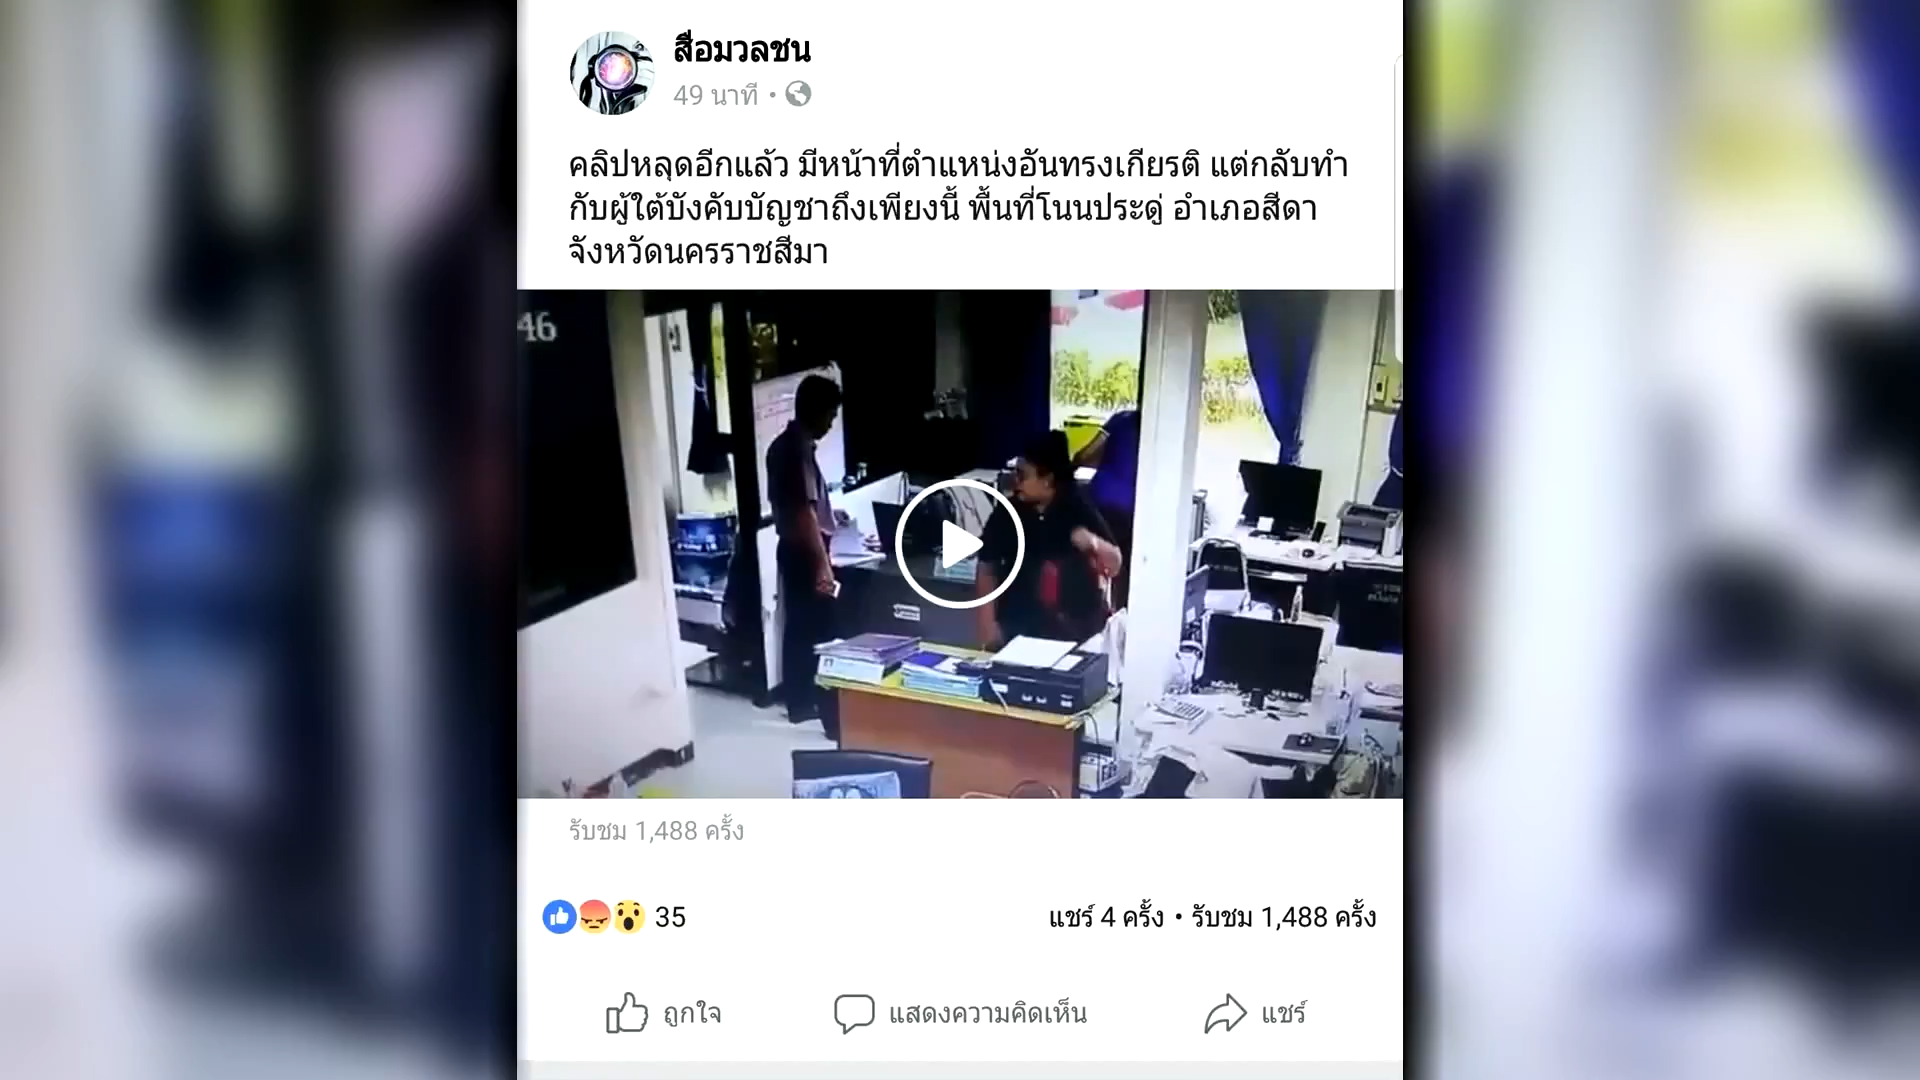 สื่อมวลชน
49 นาที •
คลิปหลุดอีกแล้ว มีหน้าที่ตำแหน่งอันทรงเกียรติ แต่กลับทำ
กับผู้ใต้บังคับบัญชาถึงเพียงนี้ พื้นที่โนนประดู่ อำเภอสีดา
จังหวัดนครราชสีมา
46
รับชม 1,488 ครั้ง
35
แชร์ 4 ครั้ง • รับชม 1,488 ครั้ง
ถูกใจ
แสดงความคิดเห็น
แชร์